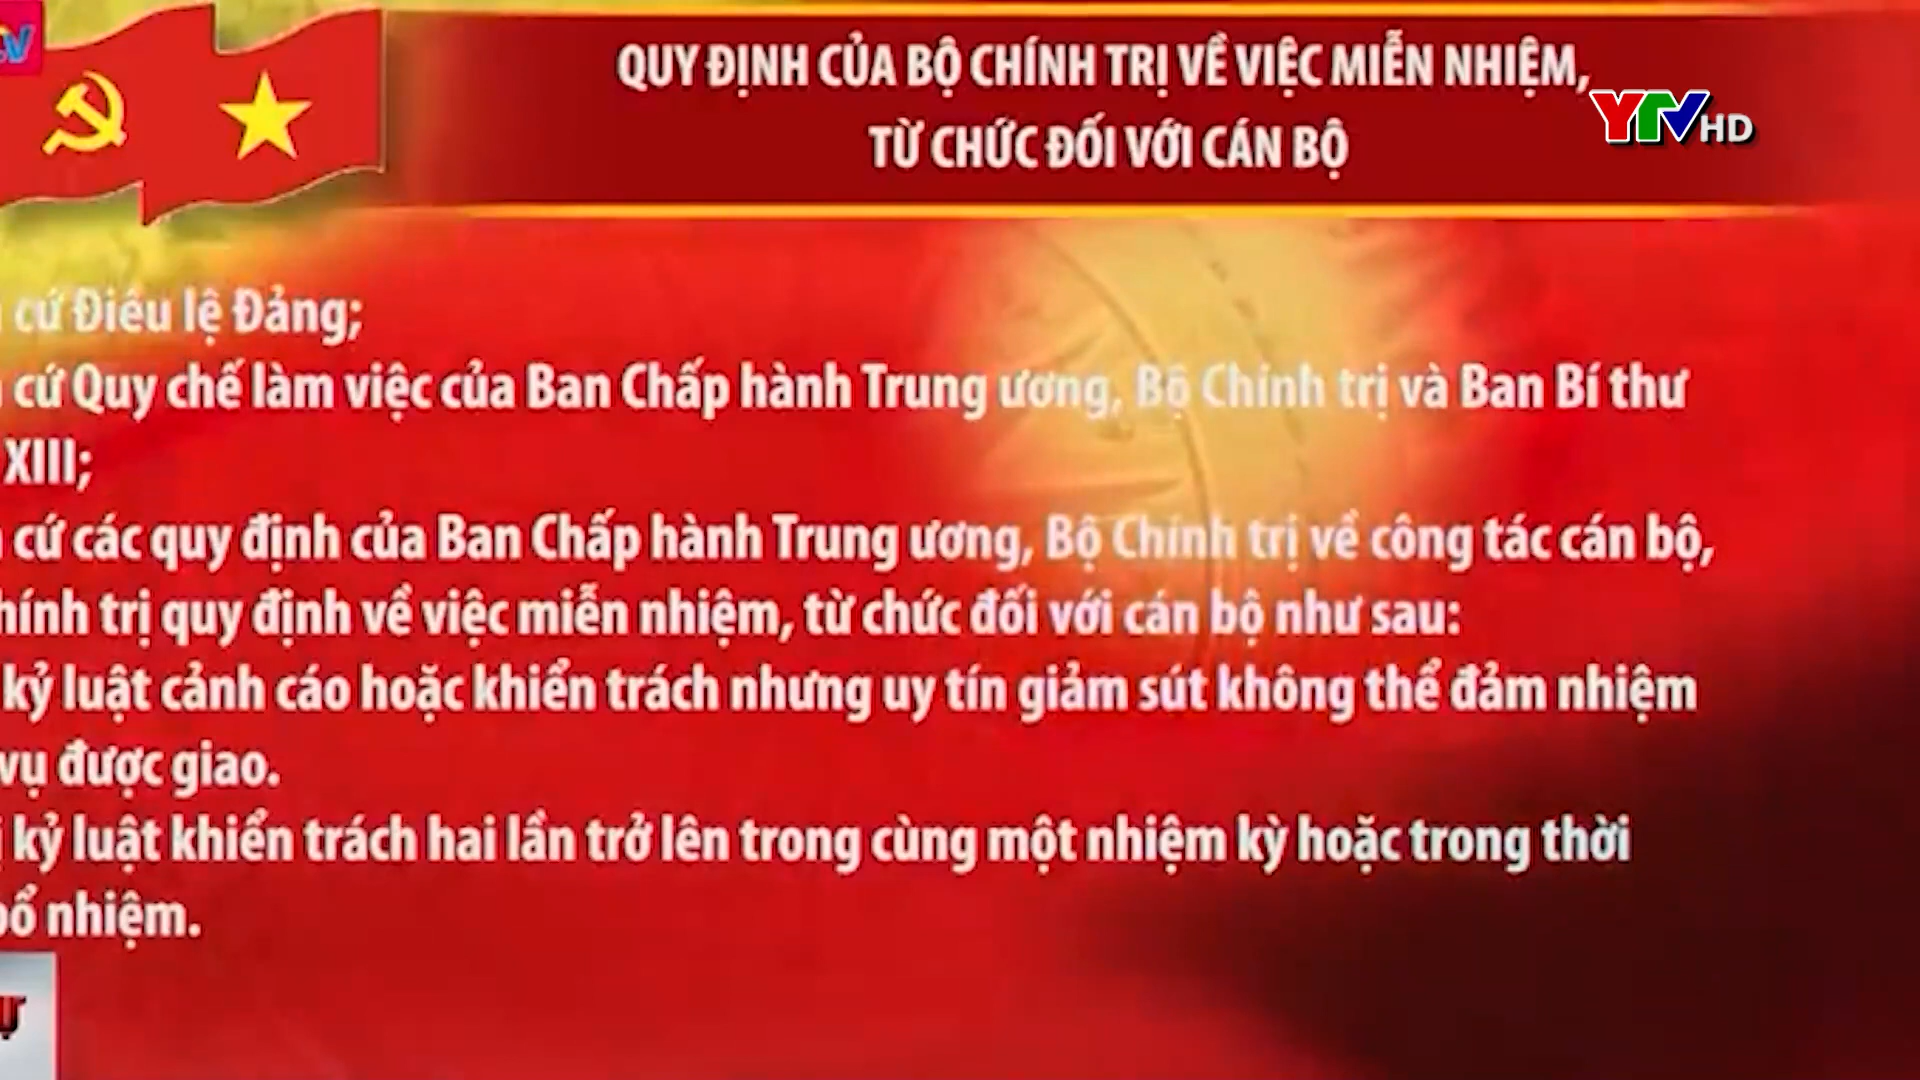 QUY ĐỊNH CỦA BỘ CHÍNH TRỊ VỀ VIỆC MIỄN NHIỆM,
YTV HD
TỪ CHỨC ĐỐI VỚI CÁN BỘ
cứ Điều lệ Đảng;
cứ Quy chế làm việc của Ban Chấp hành Trung ương, Bộ Chính trị và Ban Bí thư
XIII;
cứ các quy định của Ban Chấp hành Trung ương, Bộ Chính trị về công tác cán bộ,
hính trị quy định về việc miễn nhiệm, từ chức đối với cán bộ như sau:
kỷ luật cảnh cáo hoặc khiển trách nhưng uy tín giảm sút không thể đảm nhiệm
vụ được giao.
kỷ luật khiển trách hai lần trở lên trong cùng một nhiệm kỳ hoặc trong thời
bổ nhiệm.